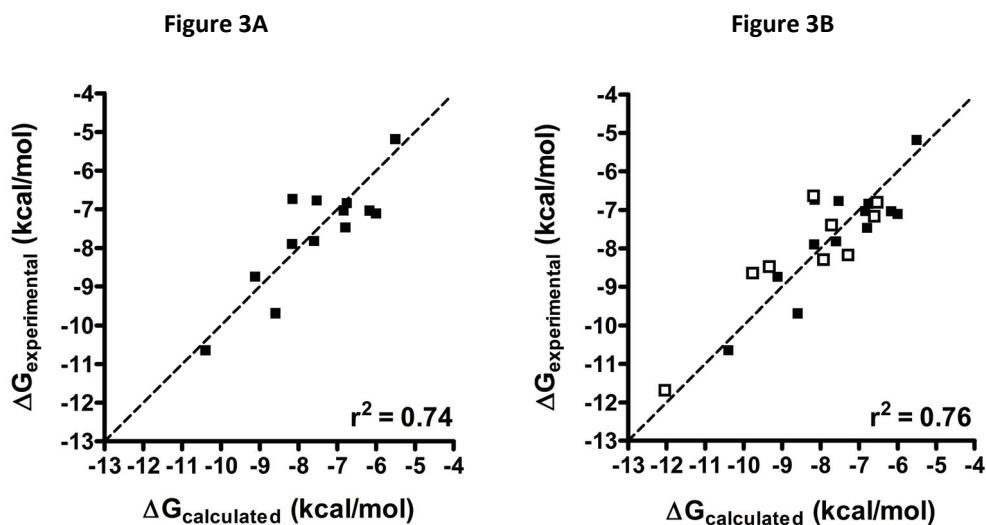 Figure 3A
Figure 3B
-4
-5
-6
-7
-8
-9
-10
-11
-12
-13
ΔGexperimental (kcal/mol)
-13 -12 -11 -10 -9 -8 -7 -6 -5 -4
ΔGcalculated (kcal/mol)
r² = 0.74
-4
-5
-6
-7
-8
-9
-10
-11
-12
-13
ΔGexperimental (kcal/mol)
-13 -12 -11 -10 -9 -8 -7 -6 -5 -4
ΔGcalculated (kcal/mol)
r² = 0.76